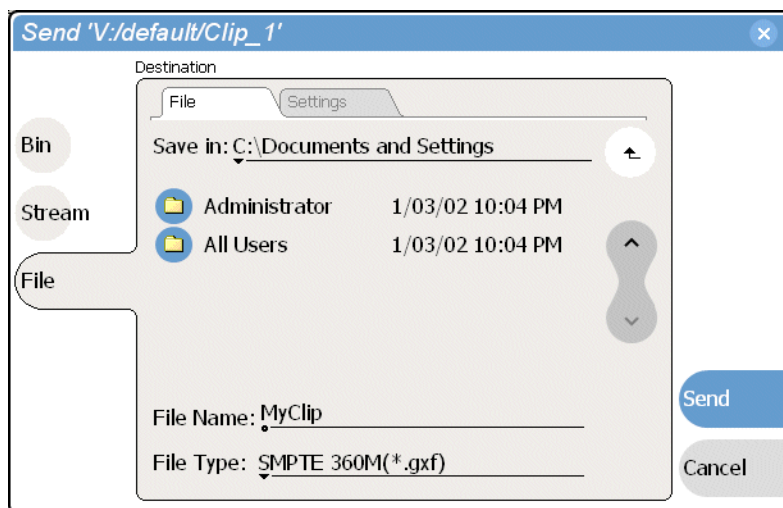 Send 'V:/default/Clip_1'
Destination
File Settings
Bin
Stream
File
Save in: C:\Documents and Settings
Administrator 1/03/02 10:04 PM
All Users 1/03/02 10:04 PM
File Name: MyClip
File Type: SMPTE 360M(*.gxf)
Send
Cancel